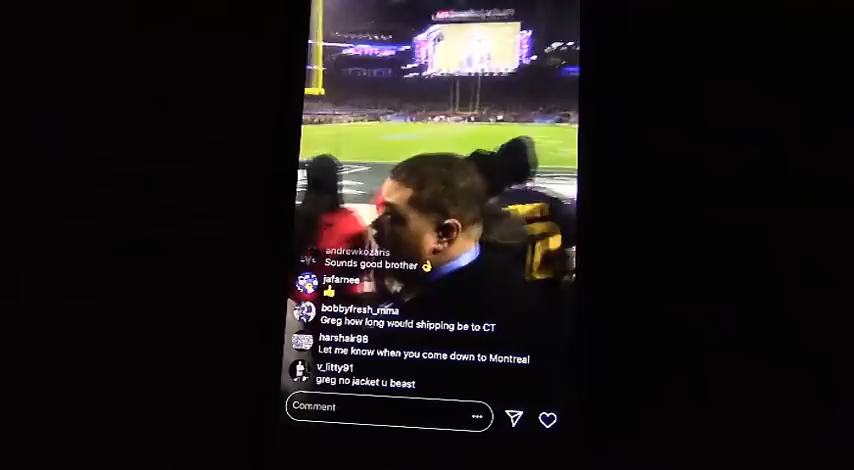 andrewkozaris
Sounds good brother 👌
jafarnee
👍
bobbyfresh_mma
Greg how long would shipping be to CT
harshair98
Let me know when you come down to Montreal
v_litty91
greg no jacket u beast
Comment